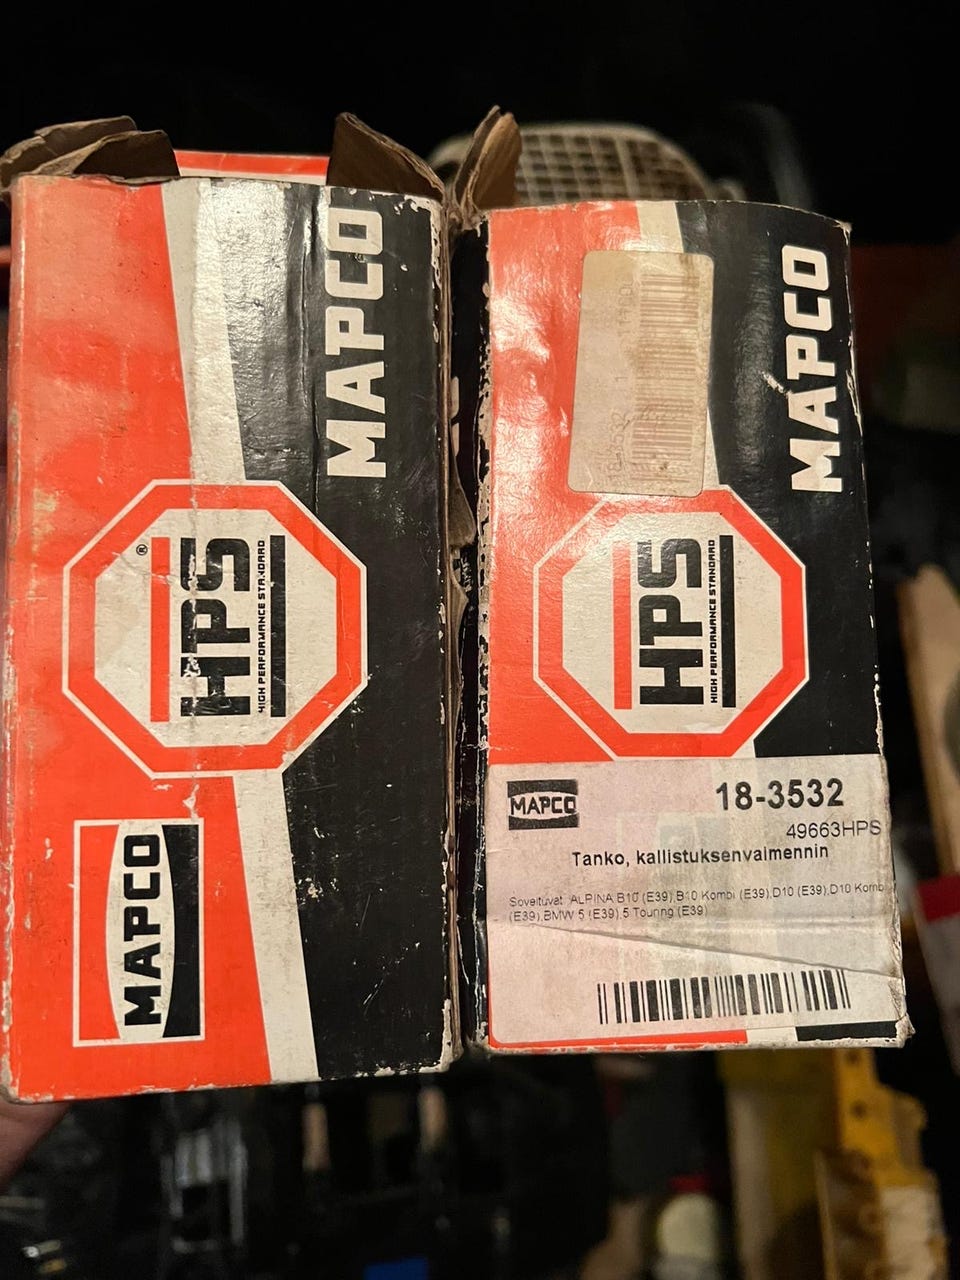 MAPCO
HPS
HIGH PERFORMANCE STANDARD
®
MAPCO
MAPCO
HPS
HIGH PERFORMANCE STANDARD
MAPCO
18-3532
49663HPS
Tanko, kallistuksenvaimennin
Soveltuvat: ALPINA B10 (E39),B10 Kombi (E39),D10 (E39),D10 Kombi
(E39),BMW 5 (E39),5 Touring (E39)